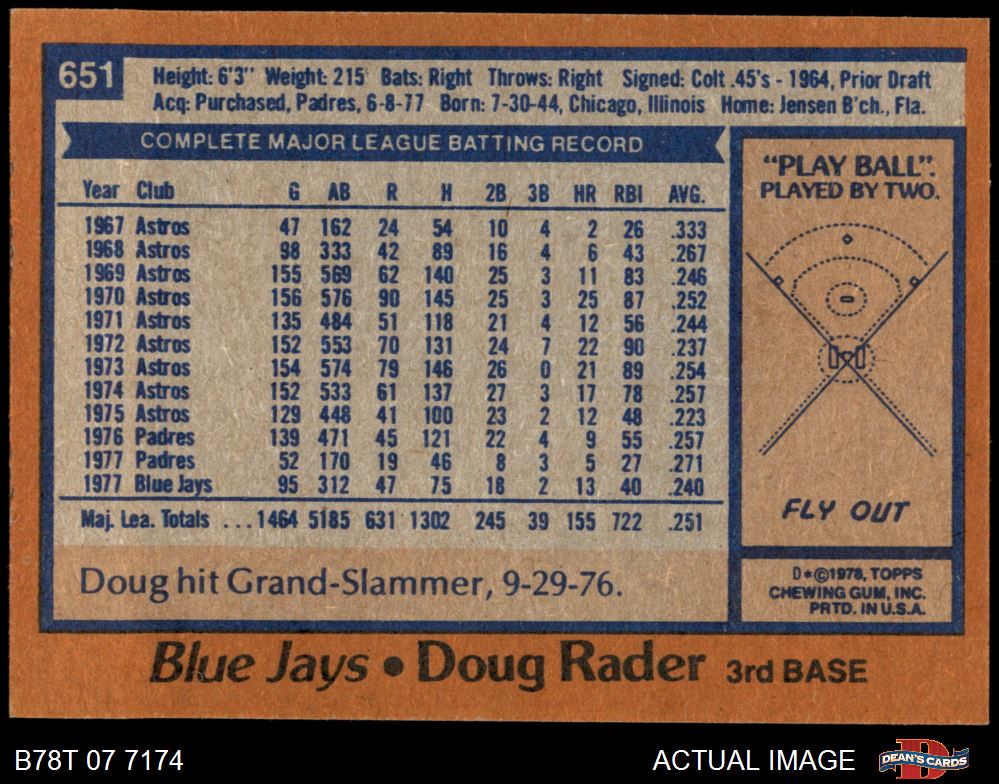 651
Height: 6'3" Weight: 215 Bats: Right Throws: Right Signed: Colt .45's - 1964, Prior Draft
Acq: Purchased, Padres, 6-8-77 Born: 7-30-44, Chicago, Illinois Home: Jensen B'ch., Fla.
COMPLETE MAJOR LEAGUE BATTING RECORD
Year Club G AB R H 2B 3B HR RBI AVG.
1967 Astros 47 162 24 54 10 4 2 26 .333
1968 Astros 98 333 42 89 16 4 6 43 .267
1969 Astros 155 569 62 140 25 3 11 83 .246
1970 Astros 156 576 90 145 25 3 25 87 .252
1971 Astros 135 484 51 118 21 4 12 56 .244
1972 Astros 152 553 70 131 24 7 22 90 .237
1973 Astros 154 574 79 146 26 0 21 89 .254
1974 Astros 152 533 61 137 27 3 17 78 .257
1975 Astros 129 448 41 100 23 2 12 48 .223
1976 Padres 139 471 45 121 22 4 9 55 .257
1977 Padres 52 170 19 46 8 3 5 27 .271
1977 Blue Jays 95 312 47 75 18 2 13 40 .240
Maj. Lea. Totals ... 1464 5185 631 1302 245 39 155 722 .251
Doug hit Grand-Slammer, 9-29-76.
"PLAY BALL":
PLAYED BY TWO.
FLY OUT
D*©1978, TOPPS
CHEWING GUM, INC.
PRTD. IN U.S.A.
Blue Jays • Doug Rader 3rd BASE
B78T 07 7174
ACTUAL IMAGE
DEAN'S CARDS